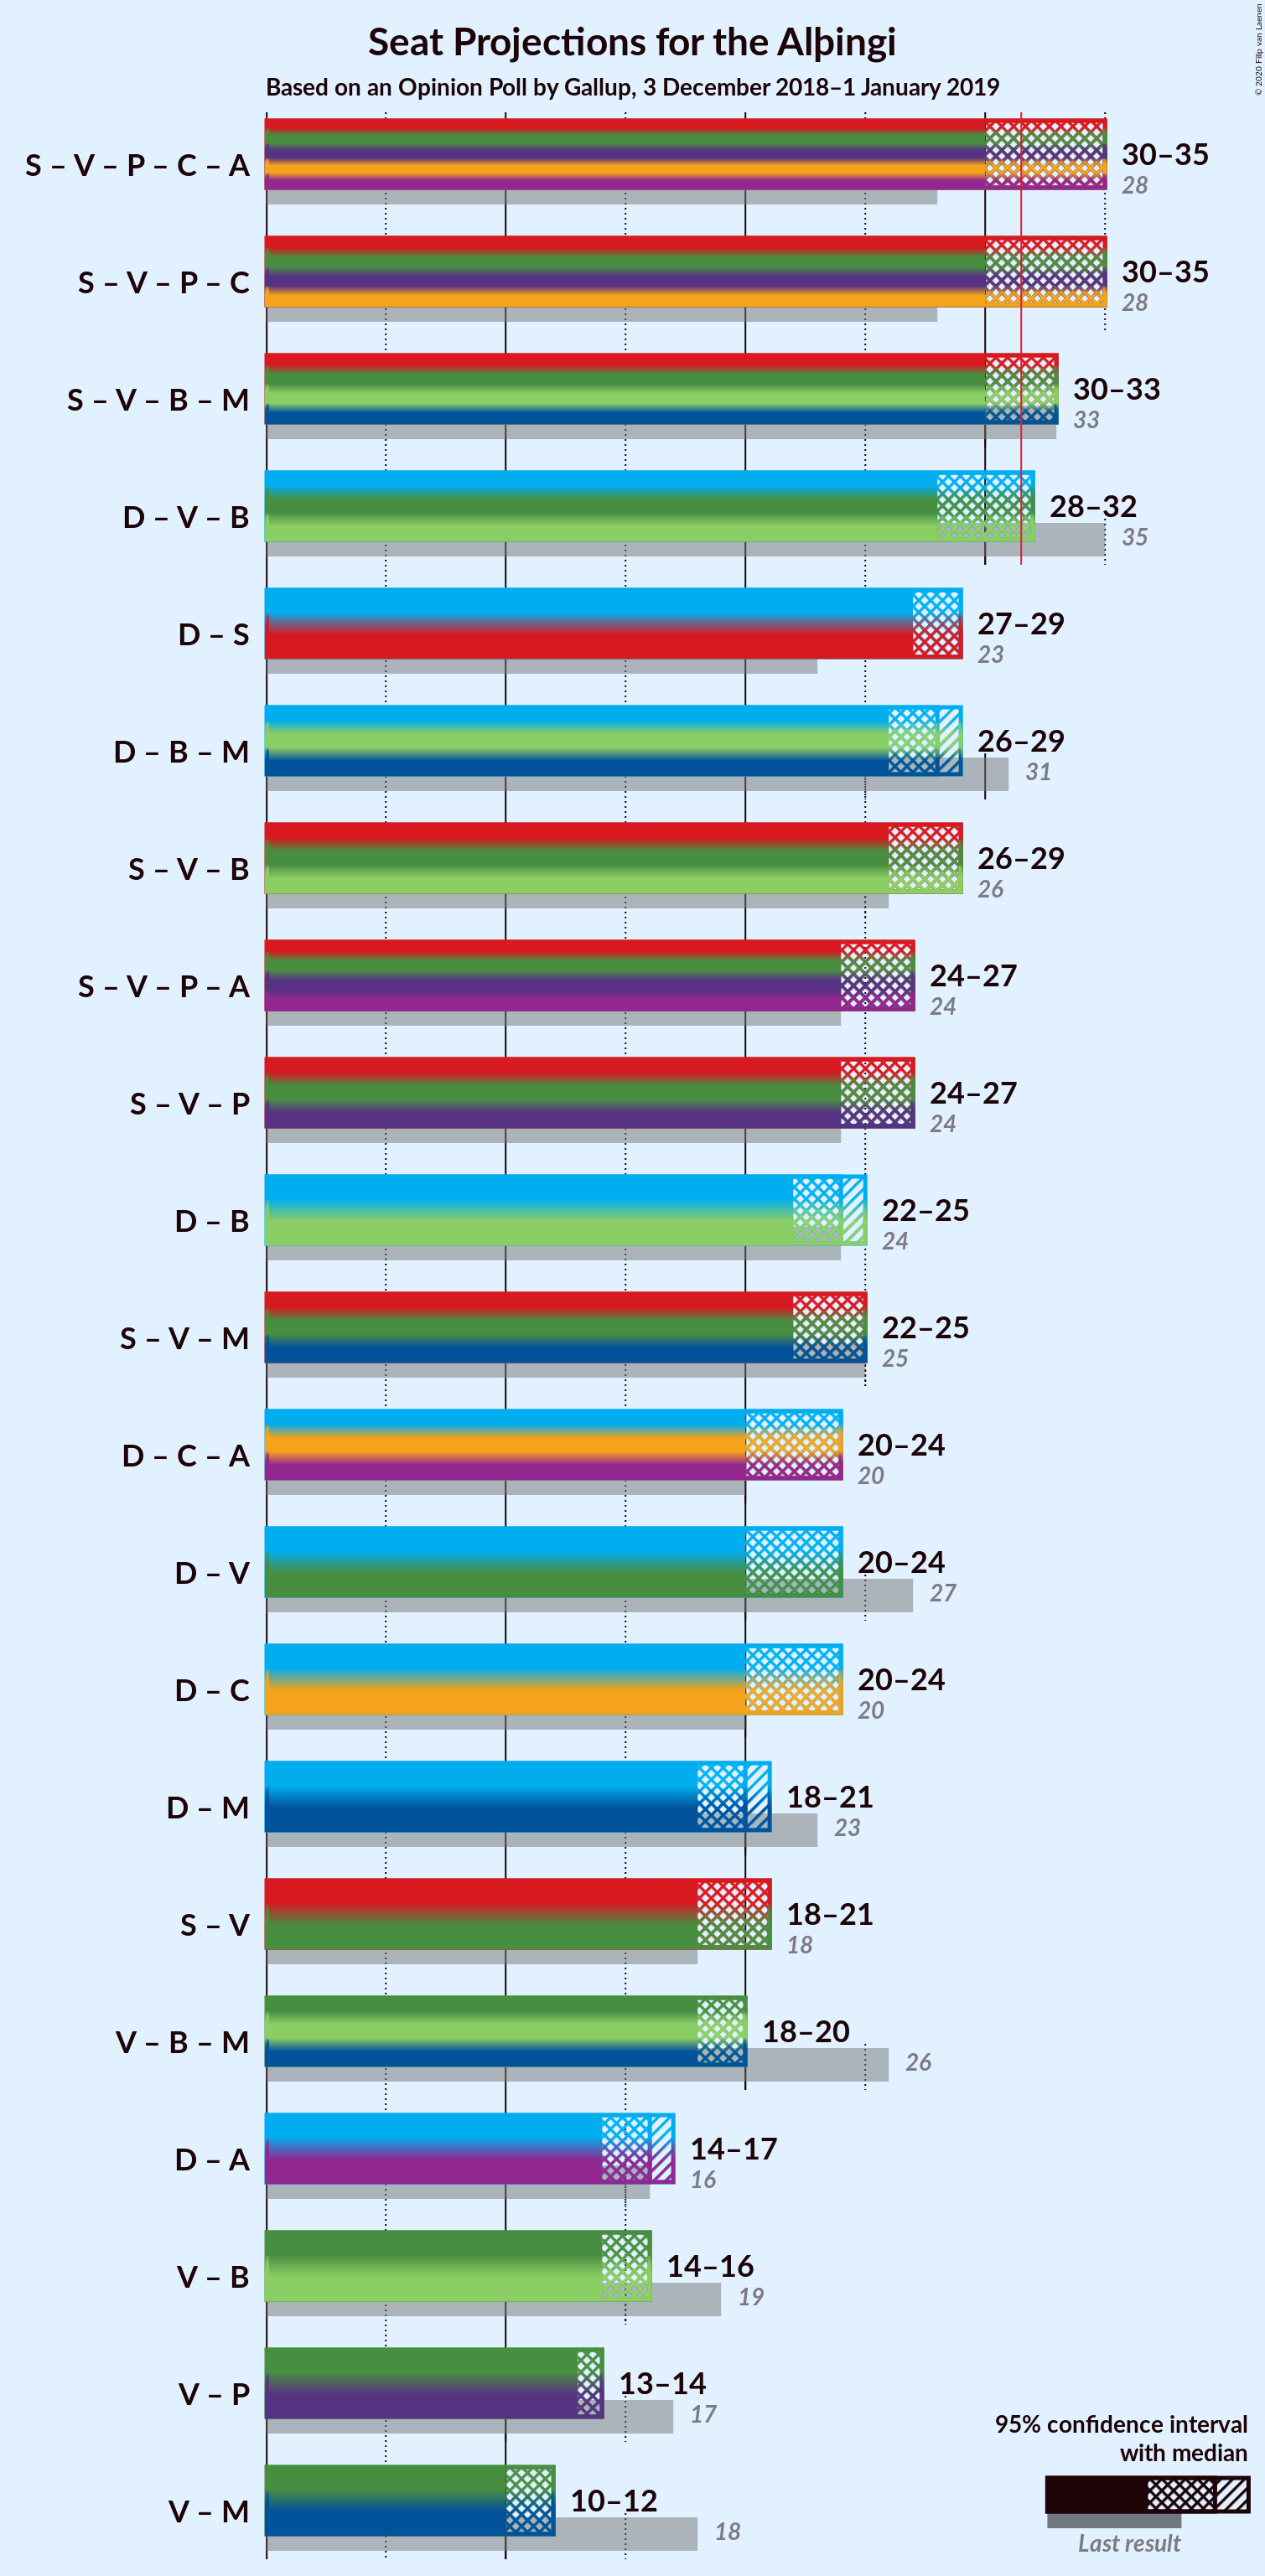 Seat Projections for the Alþingi
Based on an Opinion Poll by Gallup, 3 December 2018–1 January 2019
© 2020 Filip van Laenen
S – V – P – C – A
30–35
28
S – V – P – C
30–35
28
S – V – B – M
30–33
33
D – V – B
28–32
35
D – S
27–29
23
D – B – M
26–29
31
S – V – B
26–29
26
S – V – P – A
24–27
24
S – V – P
24–27
24
D – B
22–25
24
S – V – M
22–25
25
D – C – A
20–24
20
D – V
20–24
27
D – C
20–24
20
D – M
18–21
23
S – V
18–21
18
V – B – M
18–20
26
D – A
14–17
16
V – B
14–16
19
V – P
13–14
17
V – M
10–12
18
95% confidence interval
with median
Last result